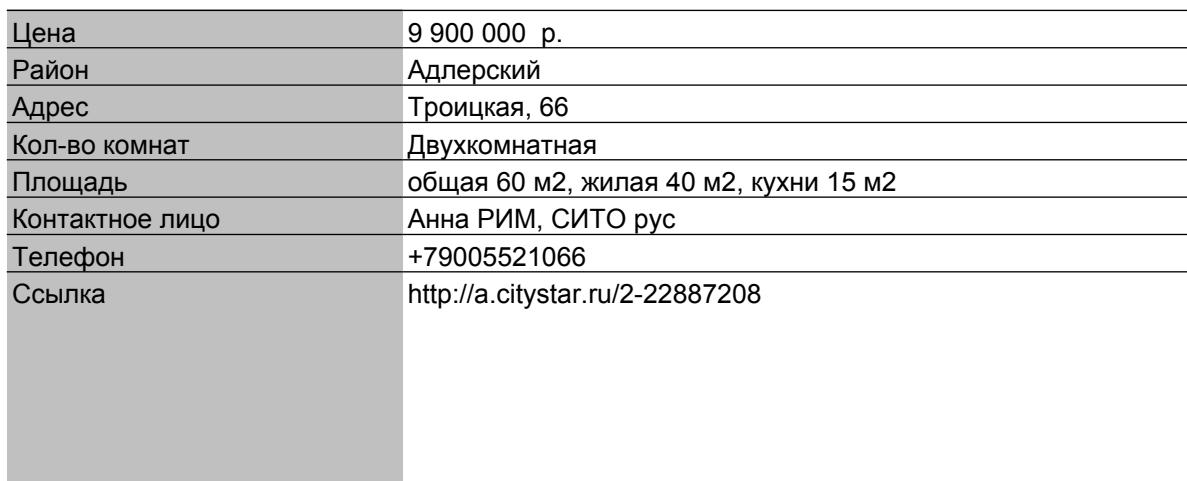 Цена 9 900 000 р.
Район Адлерский
Адрес Троицкая, 66
Кол-во комнат Двухкомнатная
Площадь общая 60 м2, жилая 40 м2, кухни 15 м2
Контактное лицо Анна РИМ, СИТО рус
Телефон +79005521066
Ссылка http://a.citystar.ru/2-22887208